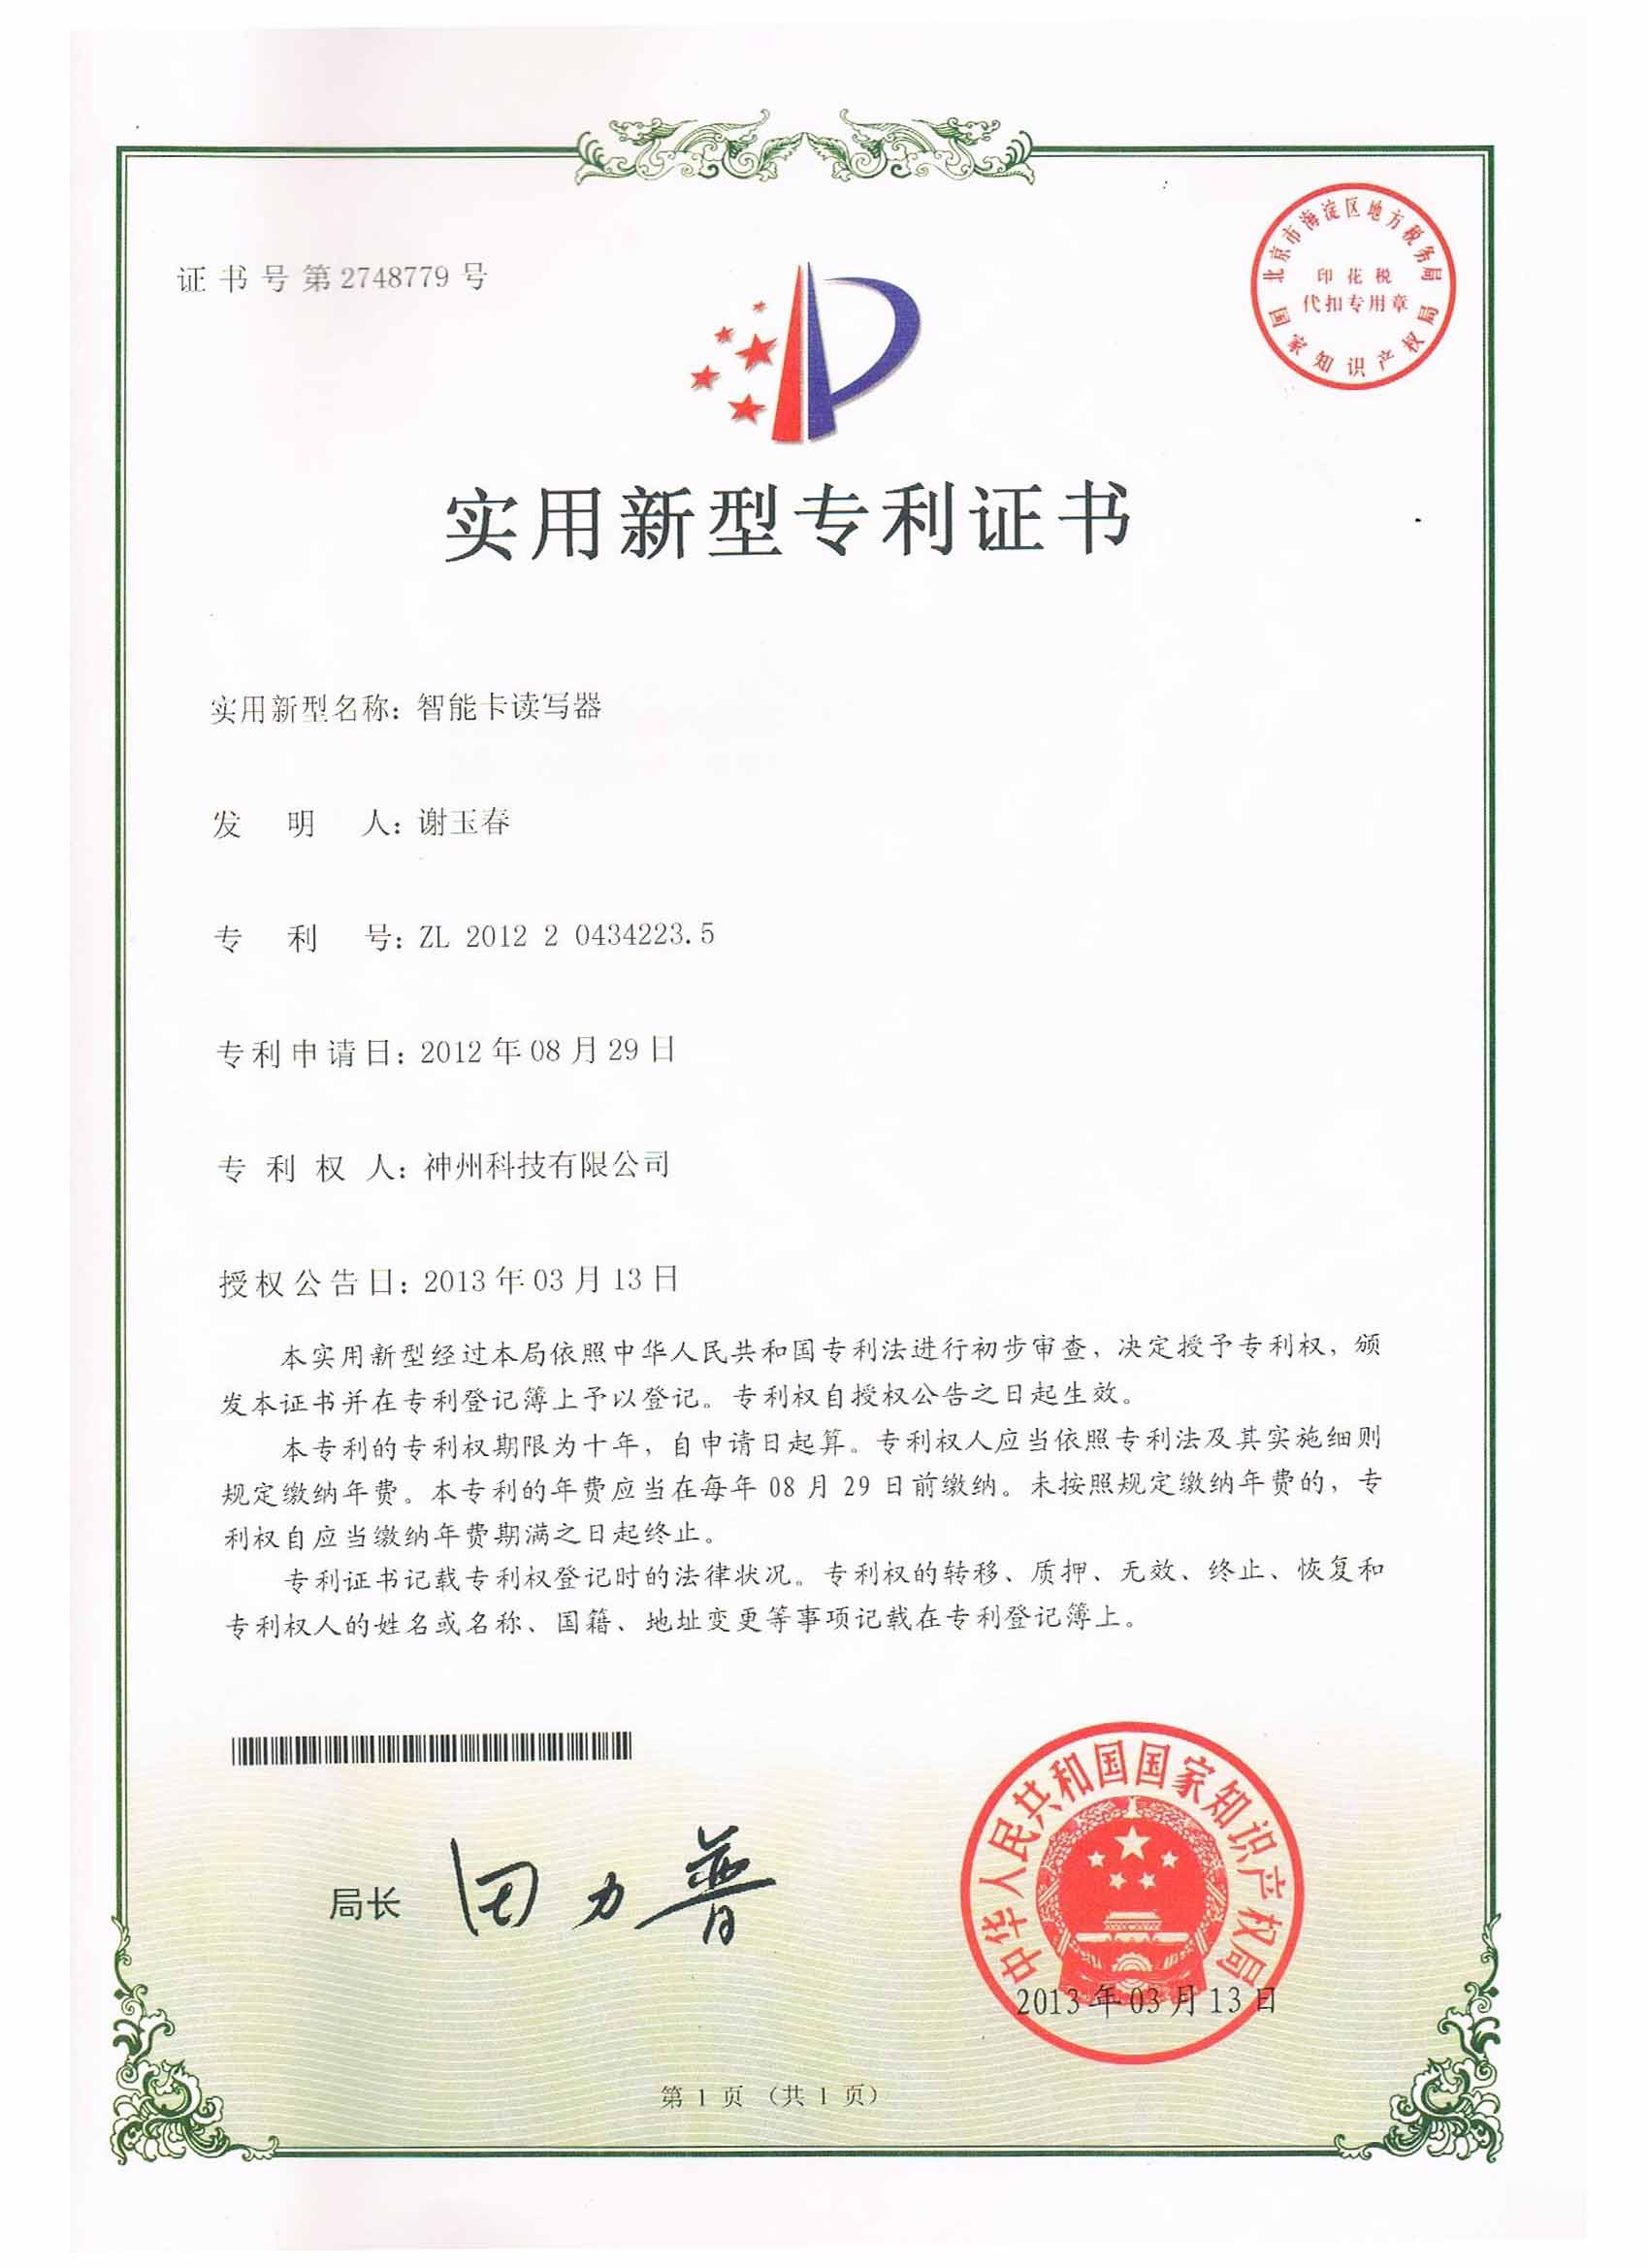 证书号第2748779号
北京市海淀区地方税务局
印花税
代扣专用章
国家知识产权局
实用新型专利证书
实用新型名称：智能卡读写器
发明人：谢玉春
专利号：ZL 2012 2 0434223.5
专利申请日：2012年08月29日
专利权人：神州科技有限公司
授权公告日：2013年03月13日
本实用新型经过本局依照中华人民共和国专利法进行初步审查，决定授予专利权，颁
发本证书并在专利登记簿上予以登记。专利权自授权公告之日起生效。
本专利的专利权期限为十年，自申请日起算。专利权人应当依照专利法及其实施细则
规定缴纳年费。本专利的年费应当在每年08月29日前缴纳。未按照规定缴纳年费的，专
利权自应当缴纳年费期满之日起终止。
专利证书记载专利权登记时的法律状况。专利权的转移、质押、无效、终止、恢复和
专利权人的姓名或名称、国籍、地址变更等事项记载在专利登记簿上。
局长 田力普
中华人民共和国国家知识产权局
2013年03月13日
第1页（共1页）